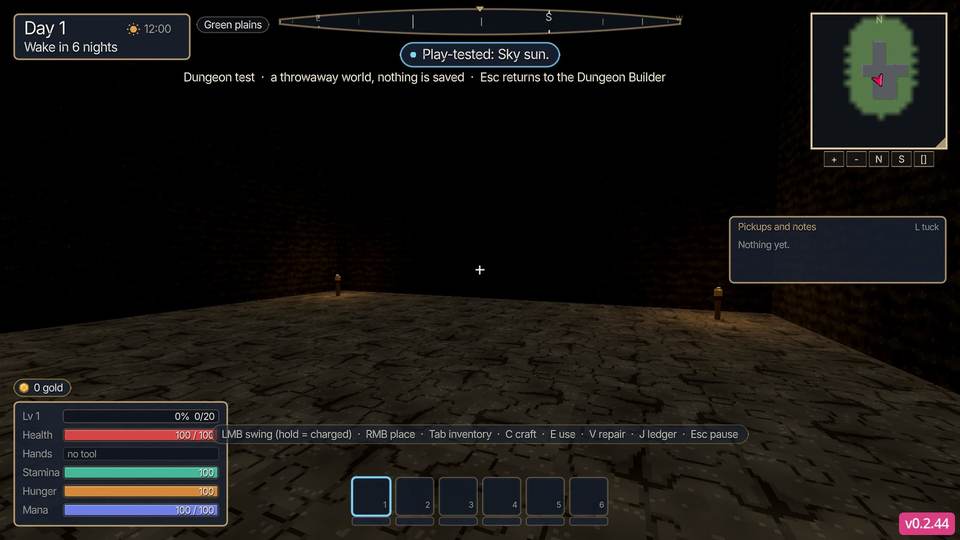 Day 1
12:00
Wake in 6 nights
Green plains
S
Play-tested: Sky sun.
Dungeon test · a throwaway world, nothing is saved · Esc returns to the Dungeon Builder
N
+ - N S []
Pickups and notes
L tuck
Nothing yet.
0 gold
Lv 1 0% 0/20
Health 100 / 100
Hands no tool
Stamina 100
Hunger 100
Mana 100 / 100
LMB swing (hold = charged) · RMB place · Tab inventory · C craft · E use · V repair · J ledger · Esc pause
1 2 3 4 5 6
v0.2.44